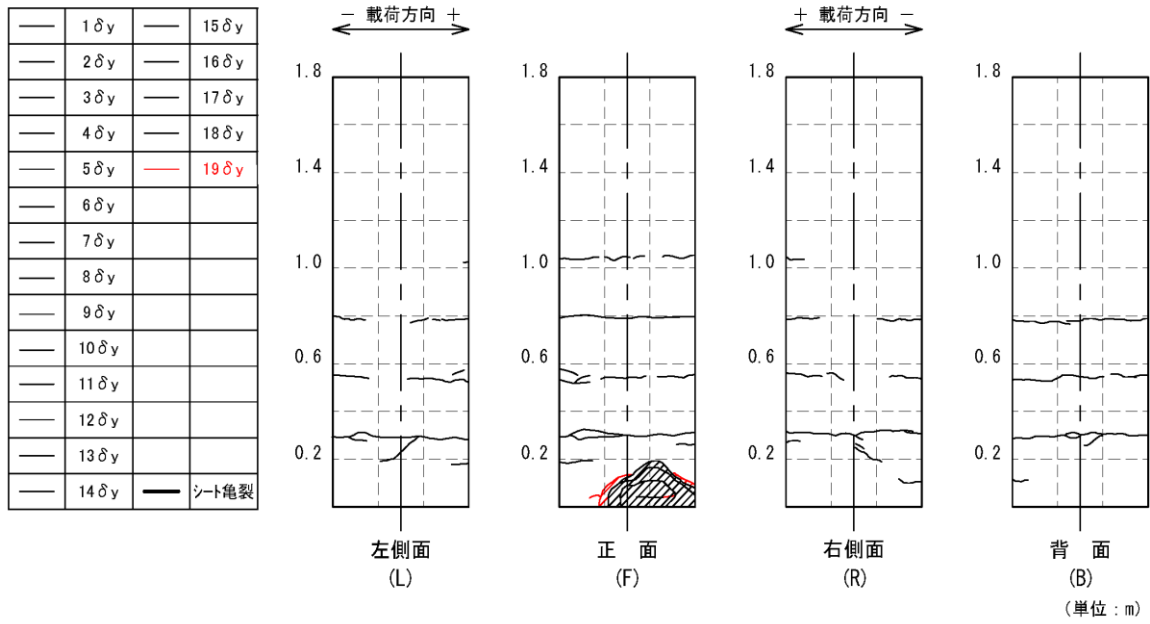 1δy 15δy
2δy 16δy
3δy 17δy
4δy 18δy
5δy 19δy
6δy
7δy
8δy
9δy
10δy
11δy
12δy
13δy
14δy シート亀裂
− 載荷方向 +
1.8
1.4
1.0
0.6
0.2
左側面
(L)
1.8
1.4
1.0
0.6
0.2
正 面
(F)
+ 載荷方向 −
1.8
1.4
1.0
0.6
0.2
右側面
(R)
1.8
1.4
1.0
0.6
0.2
背 面
(B)
(単位：m)